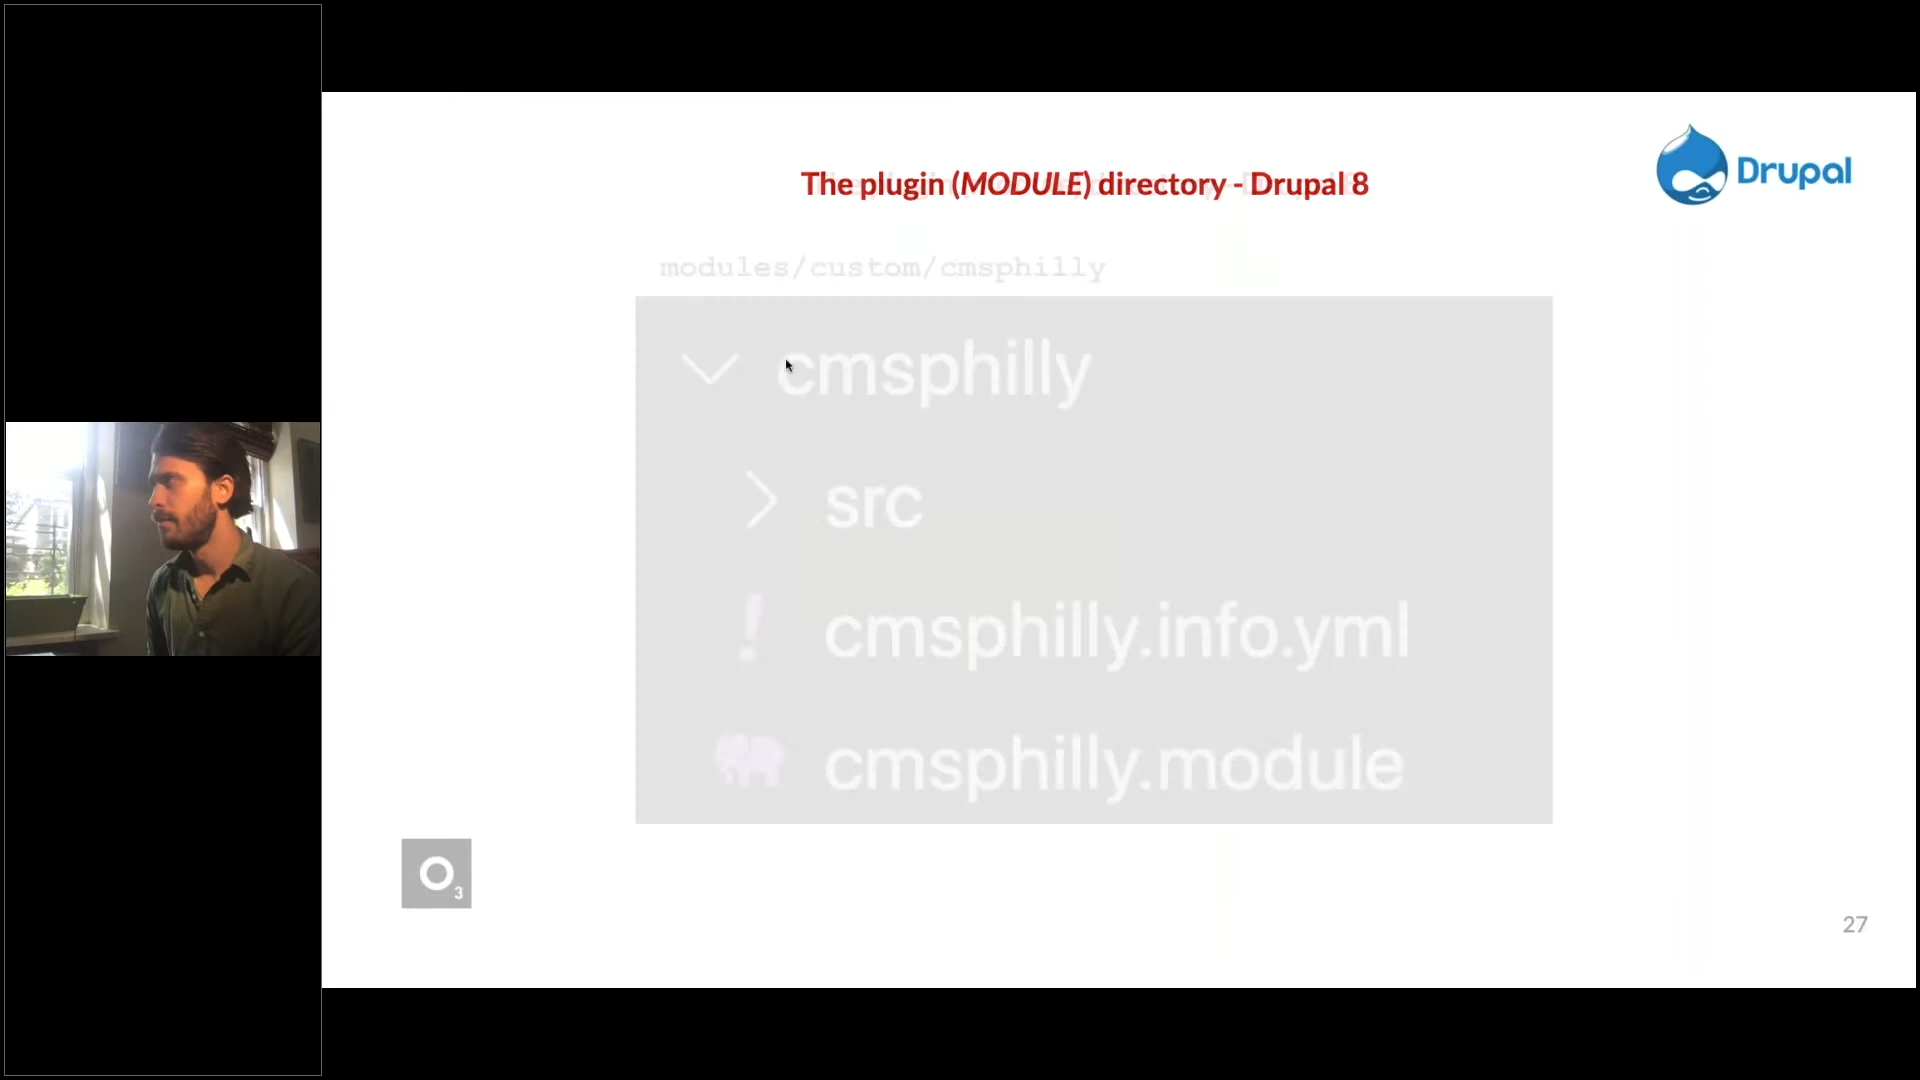 The plugin (MODULE) directory - Drupal 8
Drupal
modules/custom/cmsphilly
cmsphilly
src
cmsphilly.info.yml
cmsphilly.module
O3
27